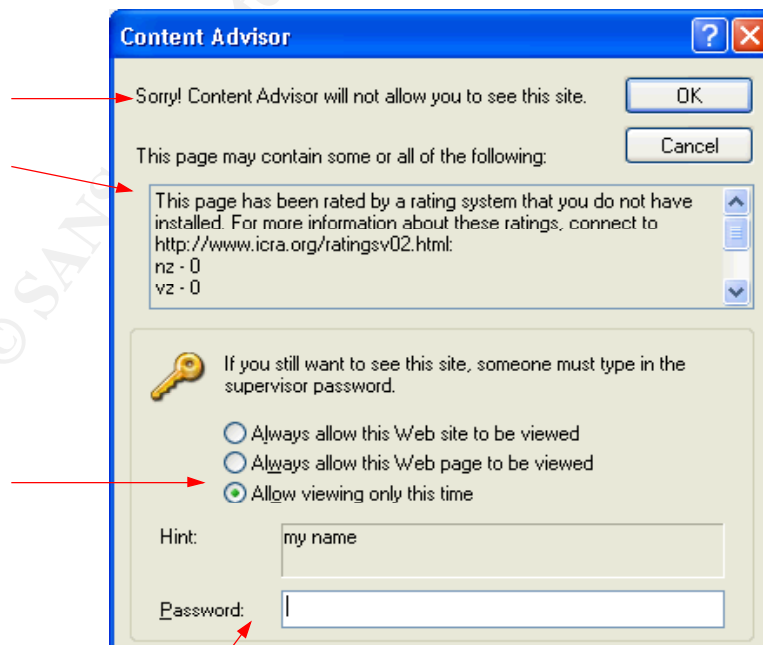 Content Advisor
Sorry! Content Advisor will not allow you to see this site.
OK
Cancel
This page may contain some or all of the following:
This page has been rated by a rating system that you do not have
installed. For more information about these ratings, connect to
http://www.icra.org/ratingsv02.html:
nz - 0
vz - 0
If you still want to see this site, someone must type in the
supervisor password.
Always allow this Web site to be viewed
Always allow this Web page to be viewed
Allow viewing only this time
Hint:
my name
Password:
© SANS